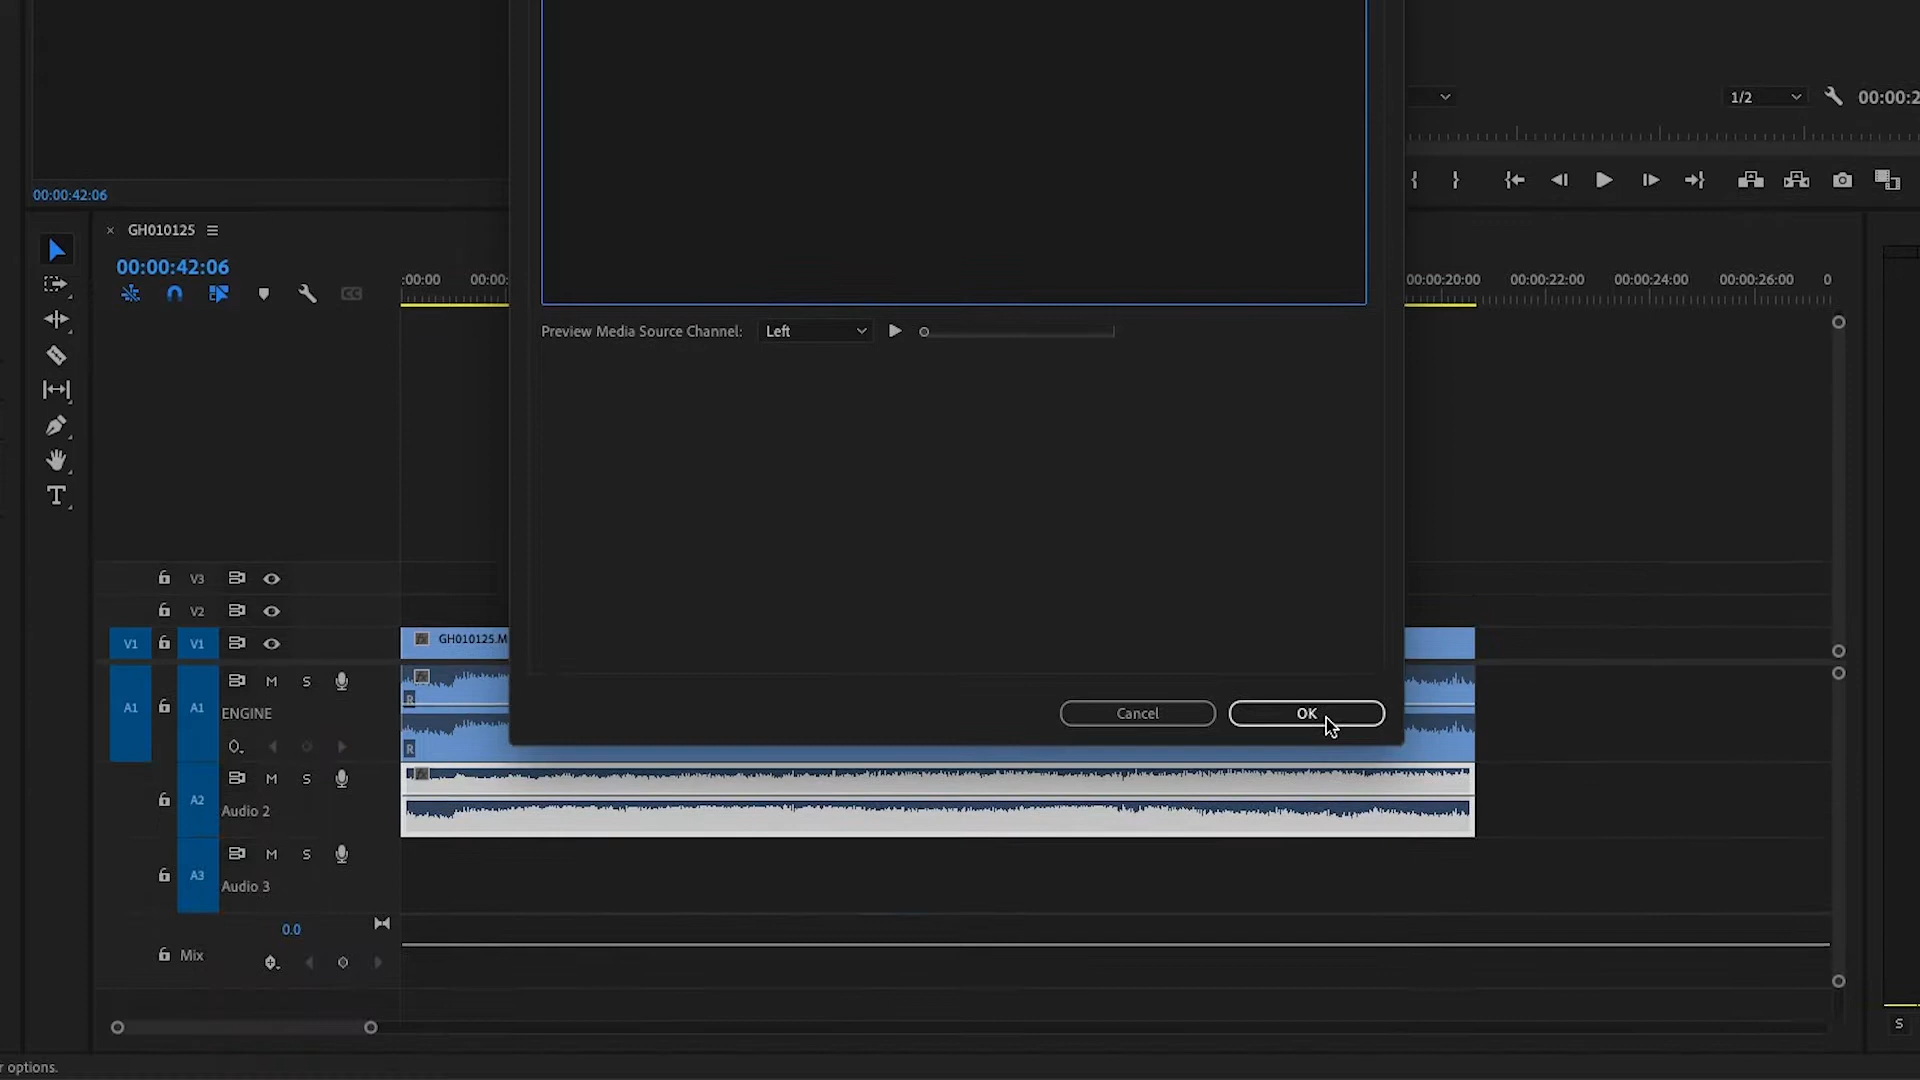 1/2
00:00:2
00:00:42:06
GH010125
00:00:42:06
:00:00
00:00:
00:00:20:00
00:00:22:00
00:00:24:00
00:00:26:00
0
Preview Media Source Channel:
Left
V3
V2
V1
V1
GH010125.M
fx
M
S
A1
A1
ENGINE
R
R
Cancel
OK
M
S
fx
A2
Audio 2
M
S
A3
Audio 3
0.0
Mix
S
r options.